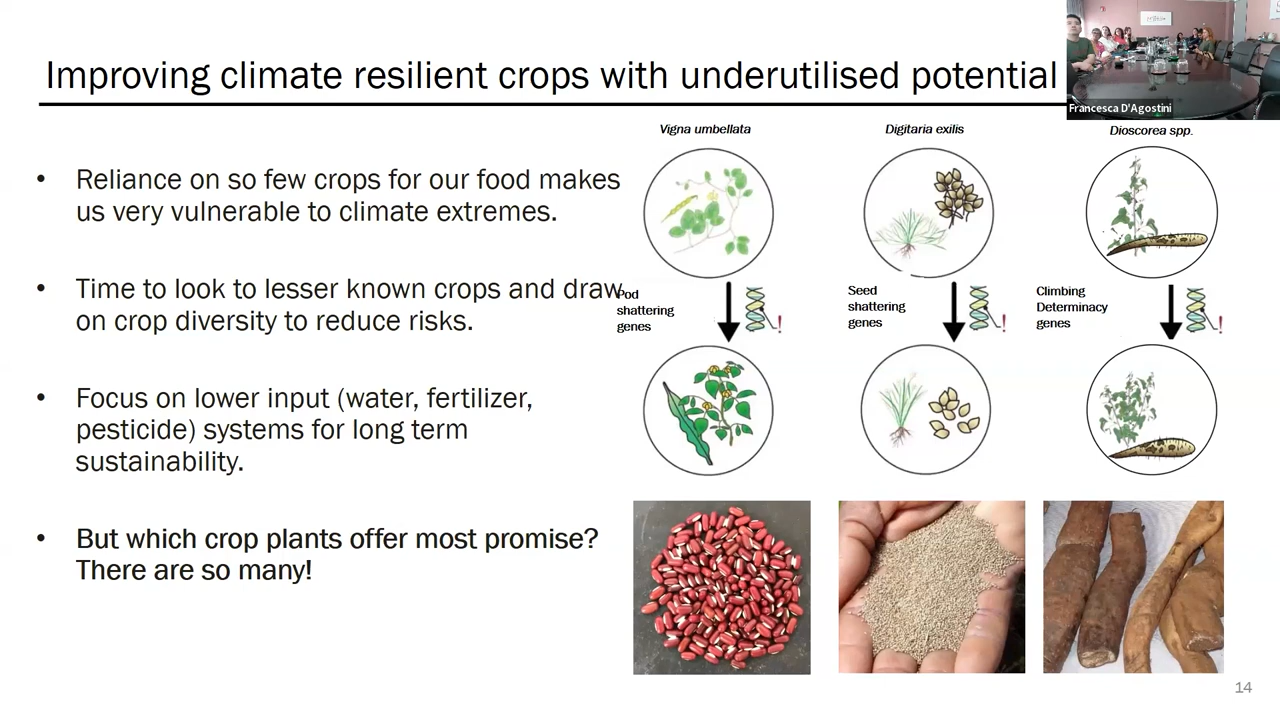 Improving climate resilient crops with underutilised potential
Francesca D'Agostini
• Reliance on so few crops for our food makes
us very vulnerable to climate extremes.
• Time to look to lesser known crops and draw
on crop diversity to reduce risks.
• Focus on lower input (water, fertilizer,
pesticide) systems for long term
sustainability.
• But which crop plants offer most promise?
There are so many!
Vigna umbellata
Digitaria exilis
Dioscorea spp.
Pod
shattering
genes
!
Seed
shattering
genes
!
Climbing
Determinacy
genes
!
14